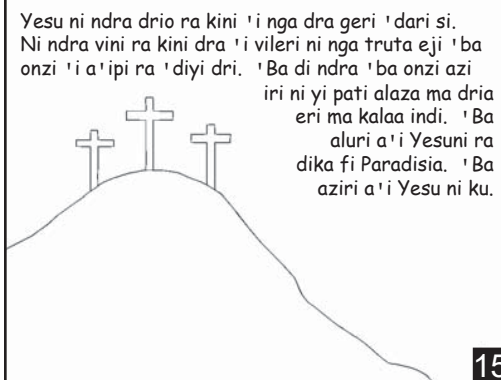 Yesu ni ndra drio ra kini 'i nga dra geri 'dari si.
Ni ndra vini ra kini dra 'i vileri ni nga truta eji 'ba
onzi 'i a'ipi ra 'diyi dri. 'Ba di ndra 'ba onzi azi
iri ni yi pati alaza ma dria
eri ma kalaa indi. 'Ba
aluri a'i Yesuni ra
dika fi Paradisia. 'Ba
aziri a'i Yesu ni ku.
15